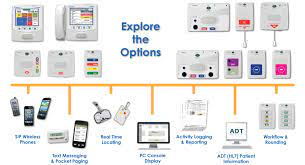 Explore
the
Options
SIP Wireless
Phones
Text Messaging
& Pocket Paging
Real Time
Locating
PC Console
Display
Activity Logging
& Reporting
ADT
ADT (HL7) Patient
Information
Workflow &
Rounding